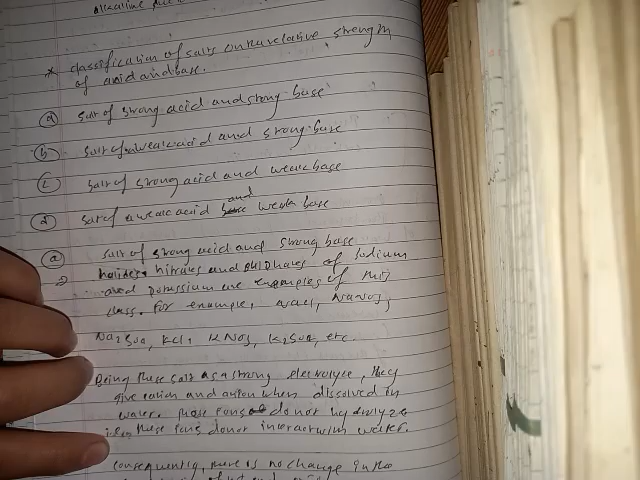 alkaline
* classification of salts on the relative strength
of acid and base.
(a) salt of strong acid and strong base
(b) salt of weak acid and strong base
(c) salt of strong acid and weak base
(d) salt of a weak acid and weak base
(a) salt of strong acid and strong base
halides nitrates and sulphates of sodium
and potassium are examples of this
class. For example, NaCl, NaNO3,
Na2SO4, KCl, KNO3, K2SO4, etc.
Being these salt as a strong electrolyte, they
give cation and anion when dissolved in
water. these ions do not hydrolyze
i.e. these ions donot interact with water.
consequently, there is no change in the